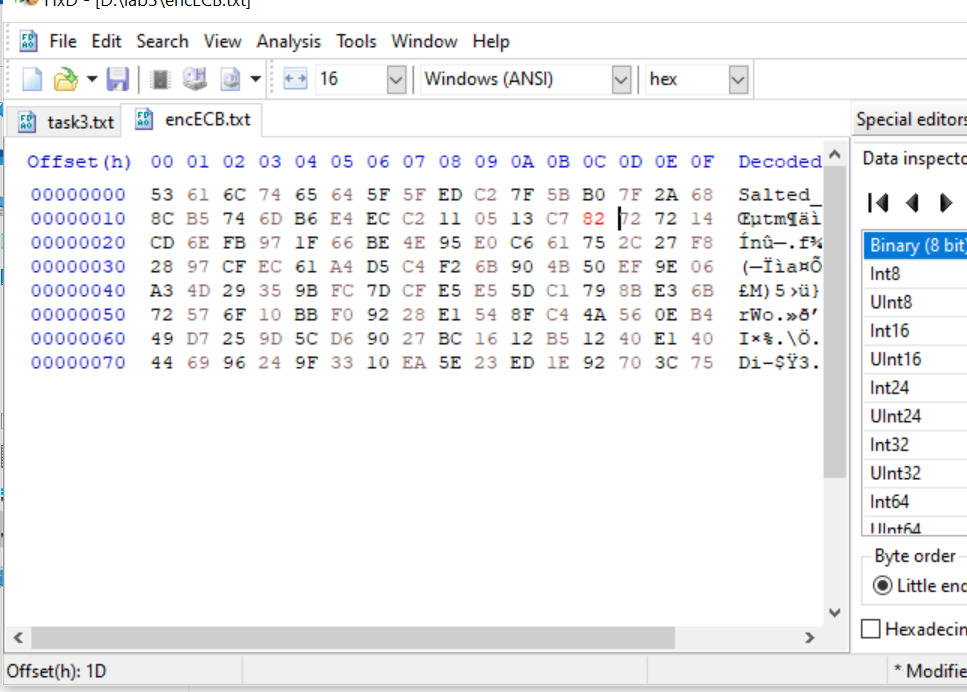 HxD - [D:\lab3\encECB.txt]
File Edit Search View Analysis Tools Window Help
16 Windows (ANSI) hex
task3.txt encECB.txt
Special editors
Offset(h) 00 01 02 03 04 05 06 07 08 09 0A 0B 0C 0D 0E 0F Decoded
00000000 53 61 6C 74 65 64 5F 5F ED C2 7F 5B B0 7F 2A 68 Salted_
00000010 8C B5 74 6D B6 E4 EC C2 11 05 13 C7 82 72 72 14 Œµtm¶äì
00000020 CD 6E FB 97 1F 66 BE 4E 95 E0 C6 61 75 2C 27 F8 Ínû—.f¾
00000030 28 97 CF EC 61 A4 D5 C4 F2 6B 90 4B 50 EF 9E 06 (—Ïìa¤Õ
00000040 A3 4D 29 35 9B FC 7D CF E5 E5 5D C1 79 8B E3 6B £M)5›ü}
00000050 72 57 6F 10 BB F0 92 28 E1 54 8F C4 4A 56 0E B4 rWo.»ð’
00000060 49 D7 25 9D 5C D6 90 27 BC 16 12 B5 12 40 E1 40 I×%.\Ö.
00000070 44 69 96 24 9F 33 10 EA 5E 23 ED 1E 92 70 3C 75 Di–$Ÿ3.
Data inspecto
Binary (8 bit)
Int8
UInt8
Int16
UInt16
Int24
UInt24
Int32
UInt32
Int64
UInt64
Byte order
Little end
Hexadecin
Offset(h): 1D
* Modifie